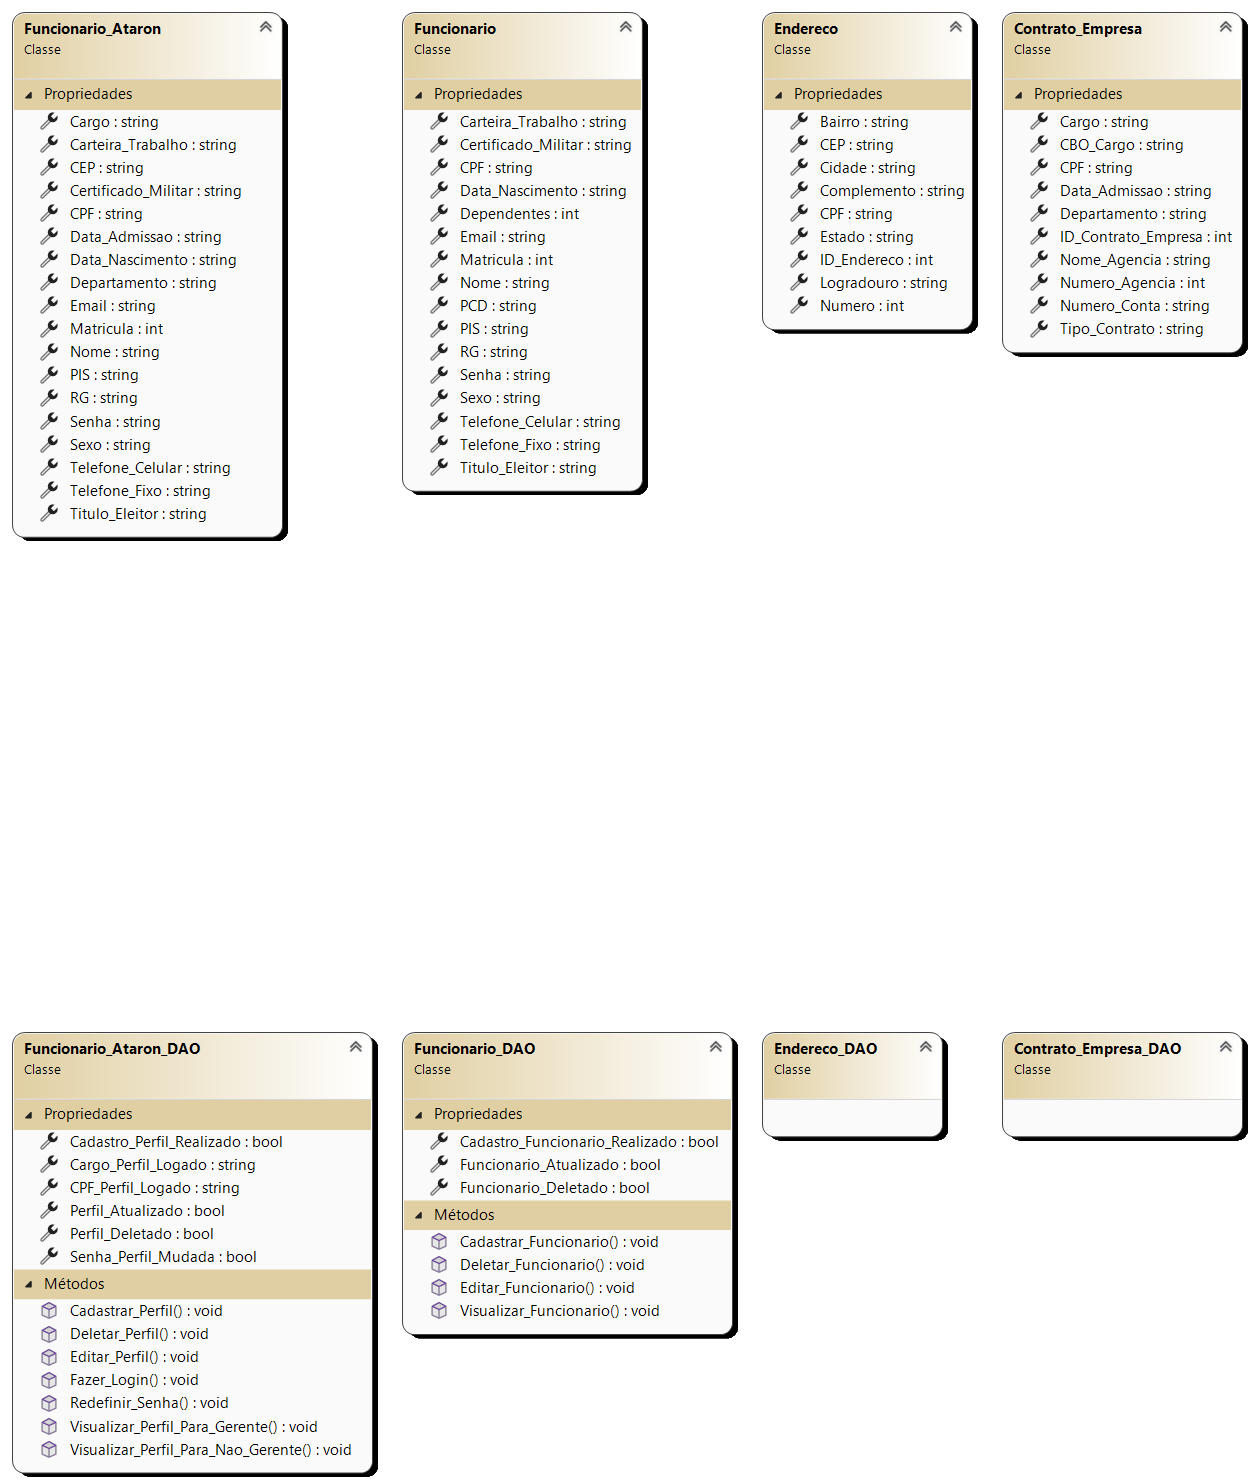 Funcionario_Ataron
Classe
Propriedades
Cargo : string
Carteira_Trabalho : string
CEP : string
Certificado_Militar : string
CPF : string
Data_Admissao : string
Data_Nascimento : string
Departamento : string
Email : string
Matricula : int
Nome : string
PIS : string
RG : string
Senha : string
Sexo : string
Telefone_Celular : string
Telefone_Fixo : string
Titulo_Eleitor : string
Funcionario
Classe
Propriedades
Carteira_Trabalho : string
Certificado_Militar : string
CPF : string
Data_Nascimento : string
Dependentes : int
Email : string
Matricula : int
Nome : string
PCD : string
PIS : string
RG : string
Senha : string
Sexo : string
Telefone_Celular : string
Telefone_Fixo : string
Titulo_Eleitor : string
Endereco
Classe
Propriedades
Bairro : string
CEP : string
Cidade : string
Complemento : string
CPF : string
Estado : string
ID_Endereco : int
Logradouro : string
Numero : int
Contrato_Empresa
Classe
Propriedades
Cargo : string
CBO_Cargo : string
CPF : string
Data_Admissao : string
Departamento : string
ID_Contrato_Empresa : int
Nome_Agencia : string
Numero_Agencia : int
Numero_Conta : string
Tipo_Contrato : string
Funcionario_Ataron_DAO
Classe
Propriedades
Cadastro_Perfil_Realizado : bool
Cargo_Perfil_Logado : string
CPF_Perfil_Logado : string
Perfil_Atualizado : bool
Perfil_Deletado : bool
Senha_Perfil_Mudada : bool
Métodos
Cadastrar_Perfil() : void
Deletar_Perfil() : void
Editar_Perfil() : void
Fazer_Login() : void
Redefinir_Senha() : void
Visualizar_Perfil_Para_Gerente() : void
Visualizar_Perfil_Para_Nao_Gerente() : void
Funcionario_DAO
Classe
Propriedades
Cadastro_Funcionario_Realizado : bool
Funcionario_Atualizado : bool
Funcionario_Deletado : bool
Métodos
Cadastrar_Funcionario() : void
Deletar_Funcionario() : void
Editar_Funcionario() : void
Visualizar_Funcionario() : void
Endereco_DAO
Classe
Contrato_Empresa_DAO
Classe